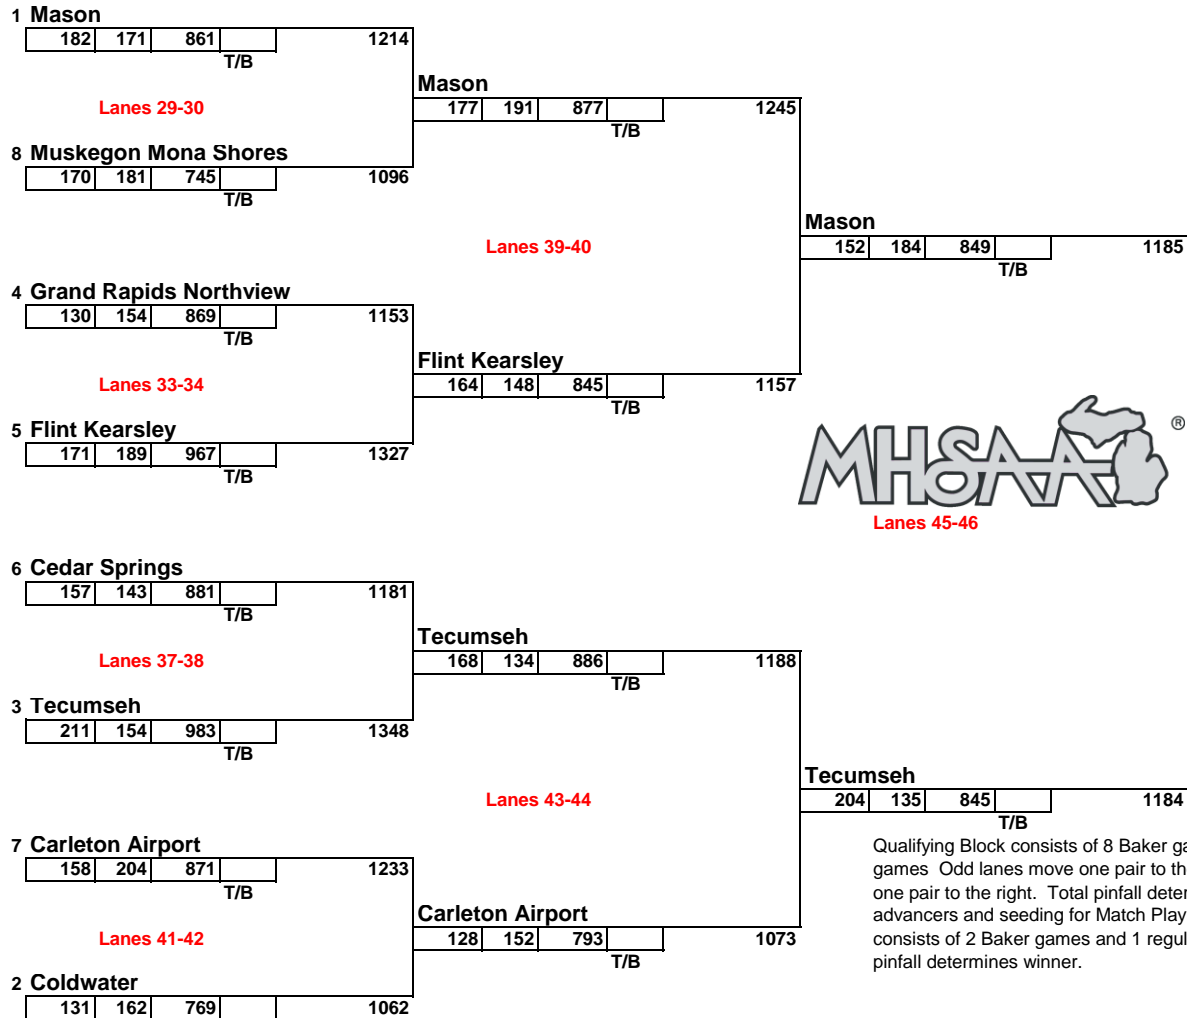 1 Mason
182 171 861 1214
T/B
Mason
Lanes 29-30
177 191 877 1245
T/B
8 Muskegon Mona Shores
170 181 745 1096
T/B
Mason
Lanes 39-40
152 184 849 1185
T/B
4 Grand Rapids Northview
130 154 869 1153
T/B
Flint Kearsley
Lanes 33-34
164 148 845 1157
T/B
5 Flint Kearsley
171 189 967 1327
T/B
MHSAA ®
Lanes 45-46
6 Cedar Springs
157 143 881 1181
T/B
Tecumseh
Lanes 37-38
168 134 886 1188
T/B
3 Tecumseh
211 154 983 1348
T/B
Tecumseh
Lanes 43-44
204 135 845 1184
T/B
7 Carleton Airport
158 204 871 1233
T/B
Qualifying Block consists of 8 Baker ga
games Odd lanes move one pair to the
one pair to the right. Total pinfall deter
advancers and seeding for Match Play
consists of 2 Baker games and 1 regul
pinfall determines winner.
Carleton Airport
Lanes 41-42
128 152 793 1073
T/B
2 Coldwater
131 162 769 1062